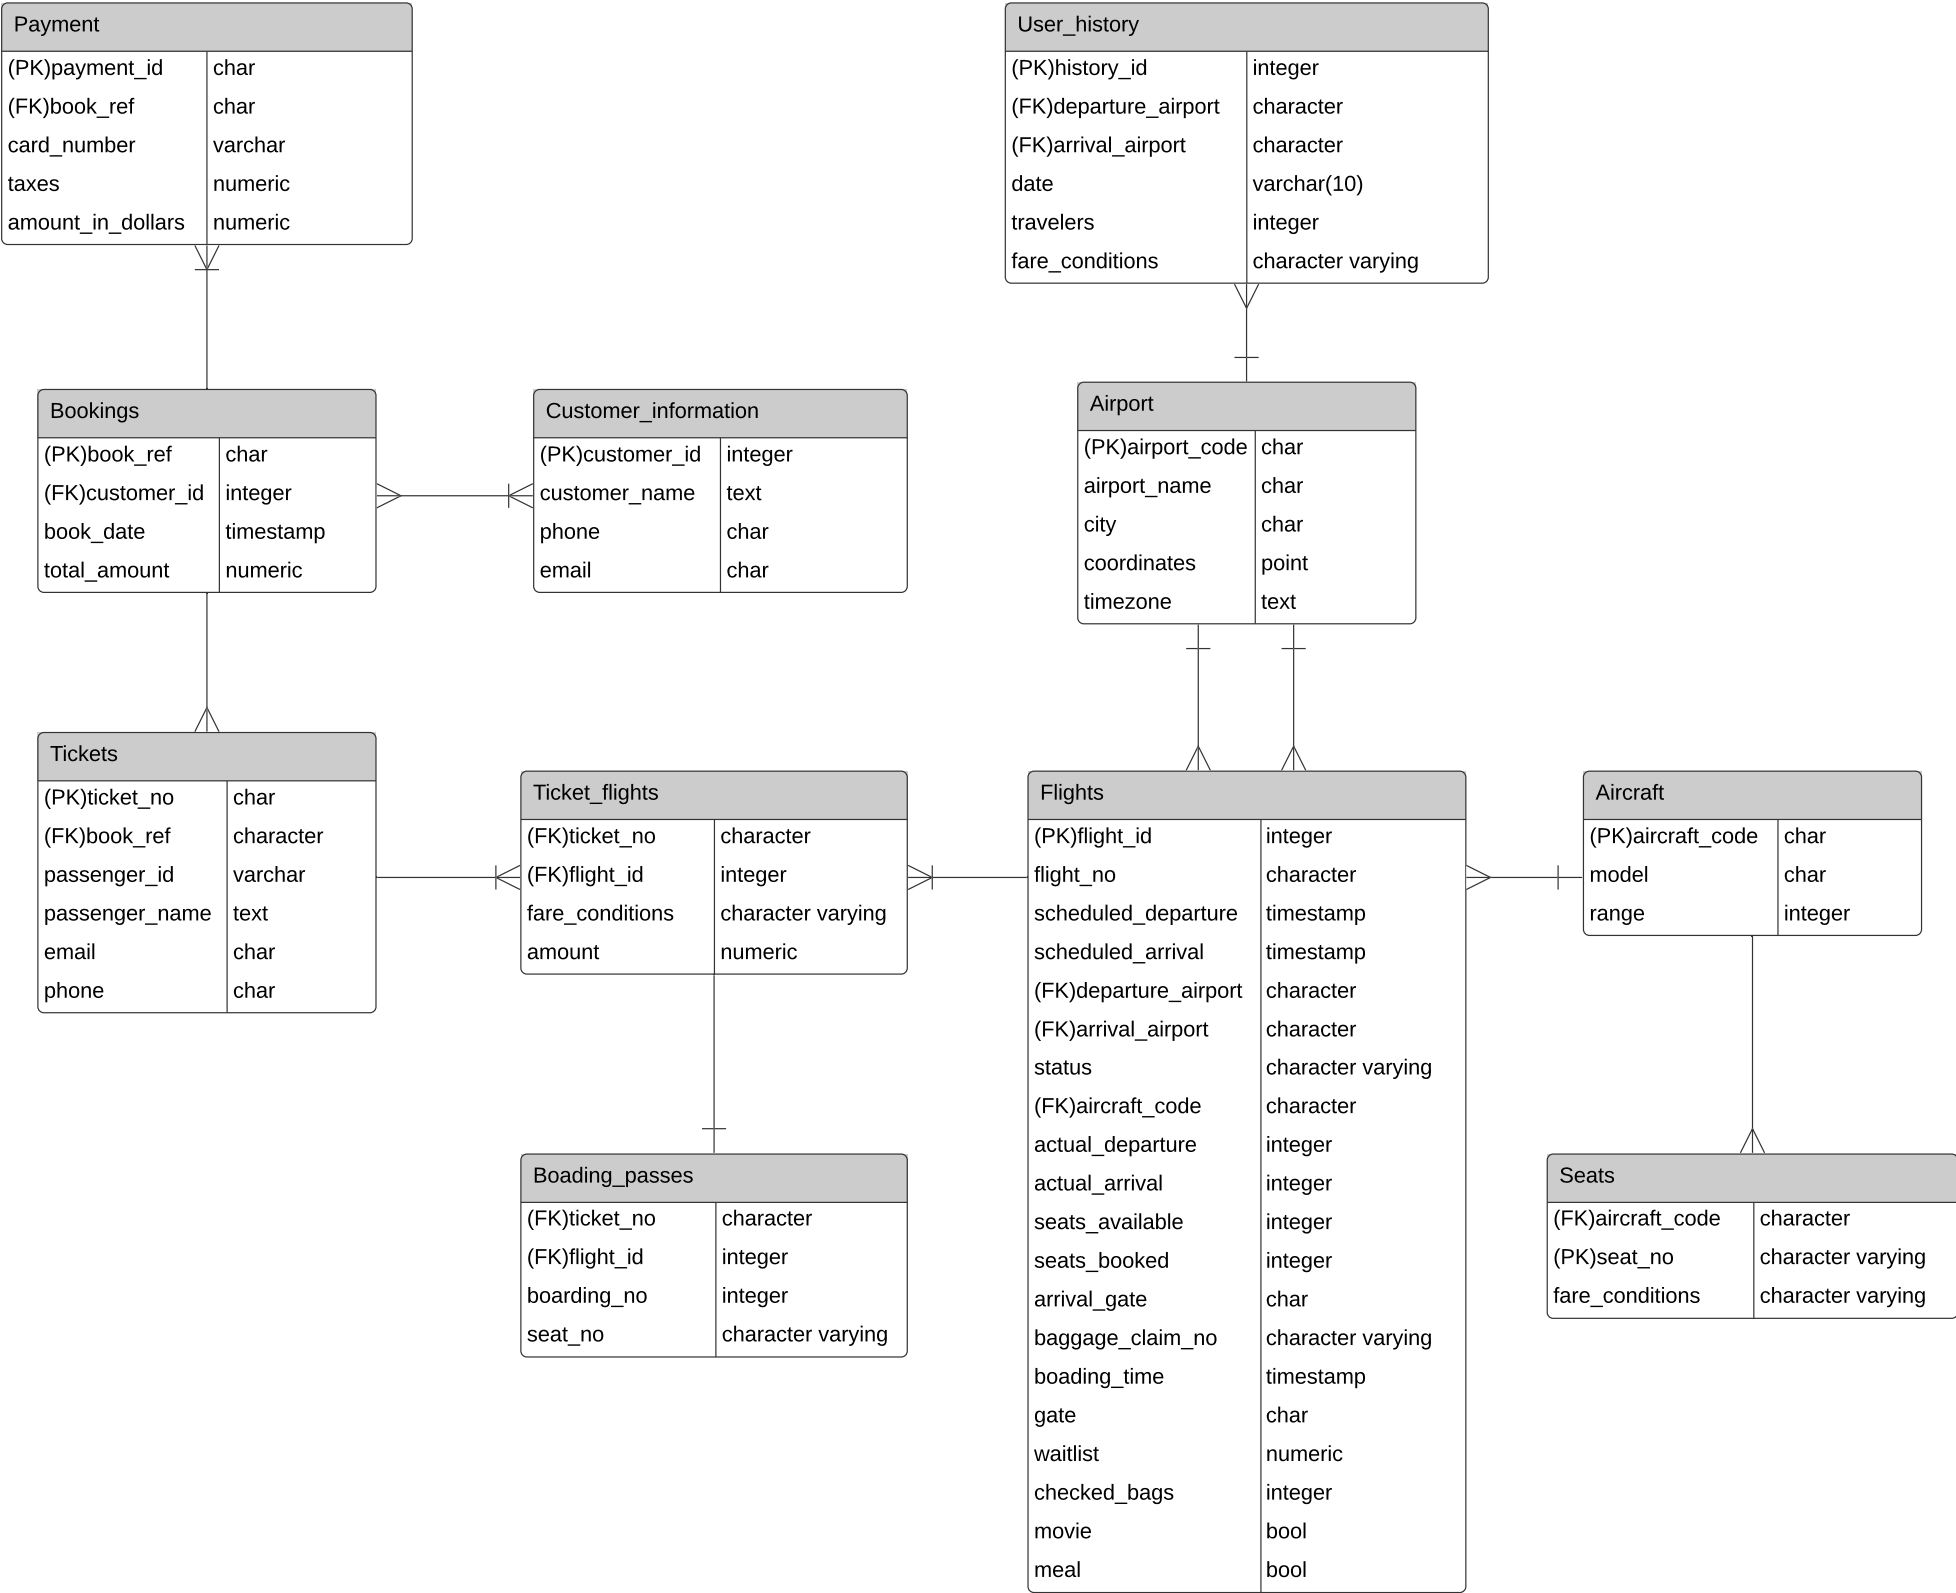 Payment
(PK)payment_id char
(FK)book_ref char
card_number varchar
taxes numeric
amount_in_dollars numeric
User_history
(PK)history_id integer
(FK)departure_airport character
(FK)arrival_airport character
date varchar(10)
travelers integer
fare_conditions character varying
Bookings
(PK)book_ref char
(FK)customer_id integer
book_date timestamp
total_amount numeric
Customer_information
(PK)customer_id integer
customer_name text
phone char
email char
Airport
(PK)airport_code char
airport_name char
city char
coordinates point
timezone text
Tickets
(PK)ticket_no char
(FK)book_ref character
passenger_id varchar
passenger_name text
email char
phone char
Ticket_flights
(FK)ticket_no character
(FK)flight_id integer
fare_conditions character varying
amount numeric
Flights
(PK)flight_id integer
flight_no character
scheduled_departure timestamp
scheduled_arrival timestamp
(FK)departure_airport character
(FK)arrival_airport character
status character varying
(FK)aircraft_code character
actual_departure integer
actual_arrival integer
seats_available integer
seats_booked integer
arrival_gate char
baggage_claim_no character varying
boading_time timestamp
gate char
waitlist numeric
checked_bags integer
movie bool
meal bool
Aircraft
(PK)aircraft_code char
model char
range integer
Boading_passes
(FK)ticket_no character
(FK)flight_id integer
boarding_no integer
seat_no character varying
Seats
(FK)aircraft_code character
(PK)seat_no character varying
fare_conditions character varying